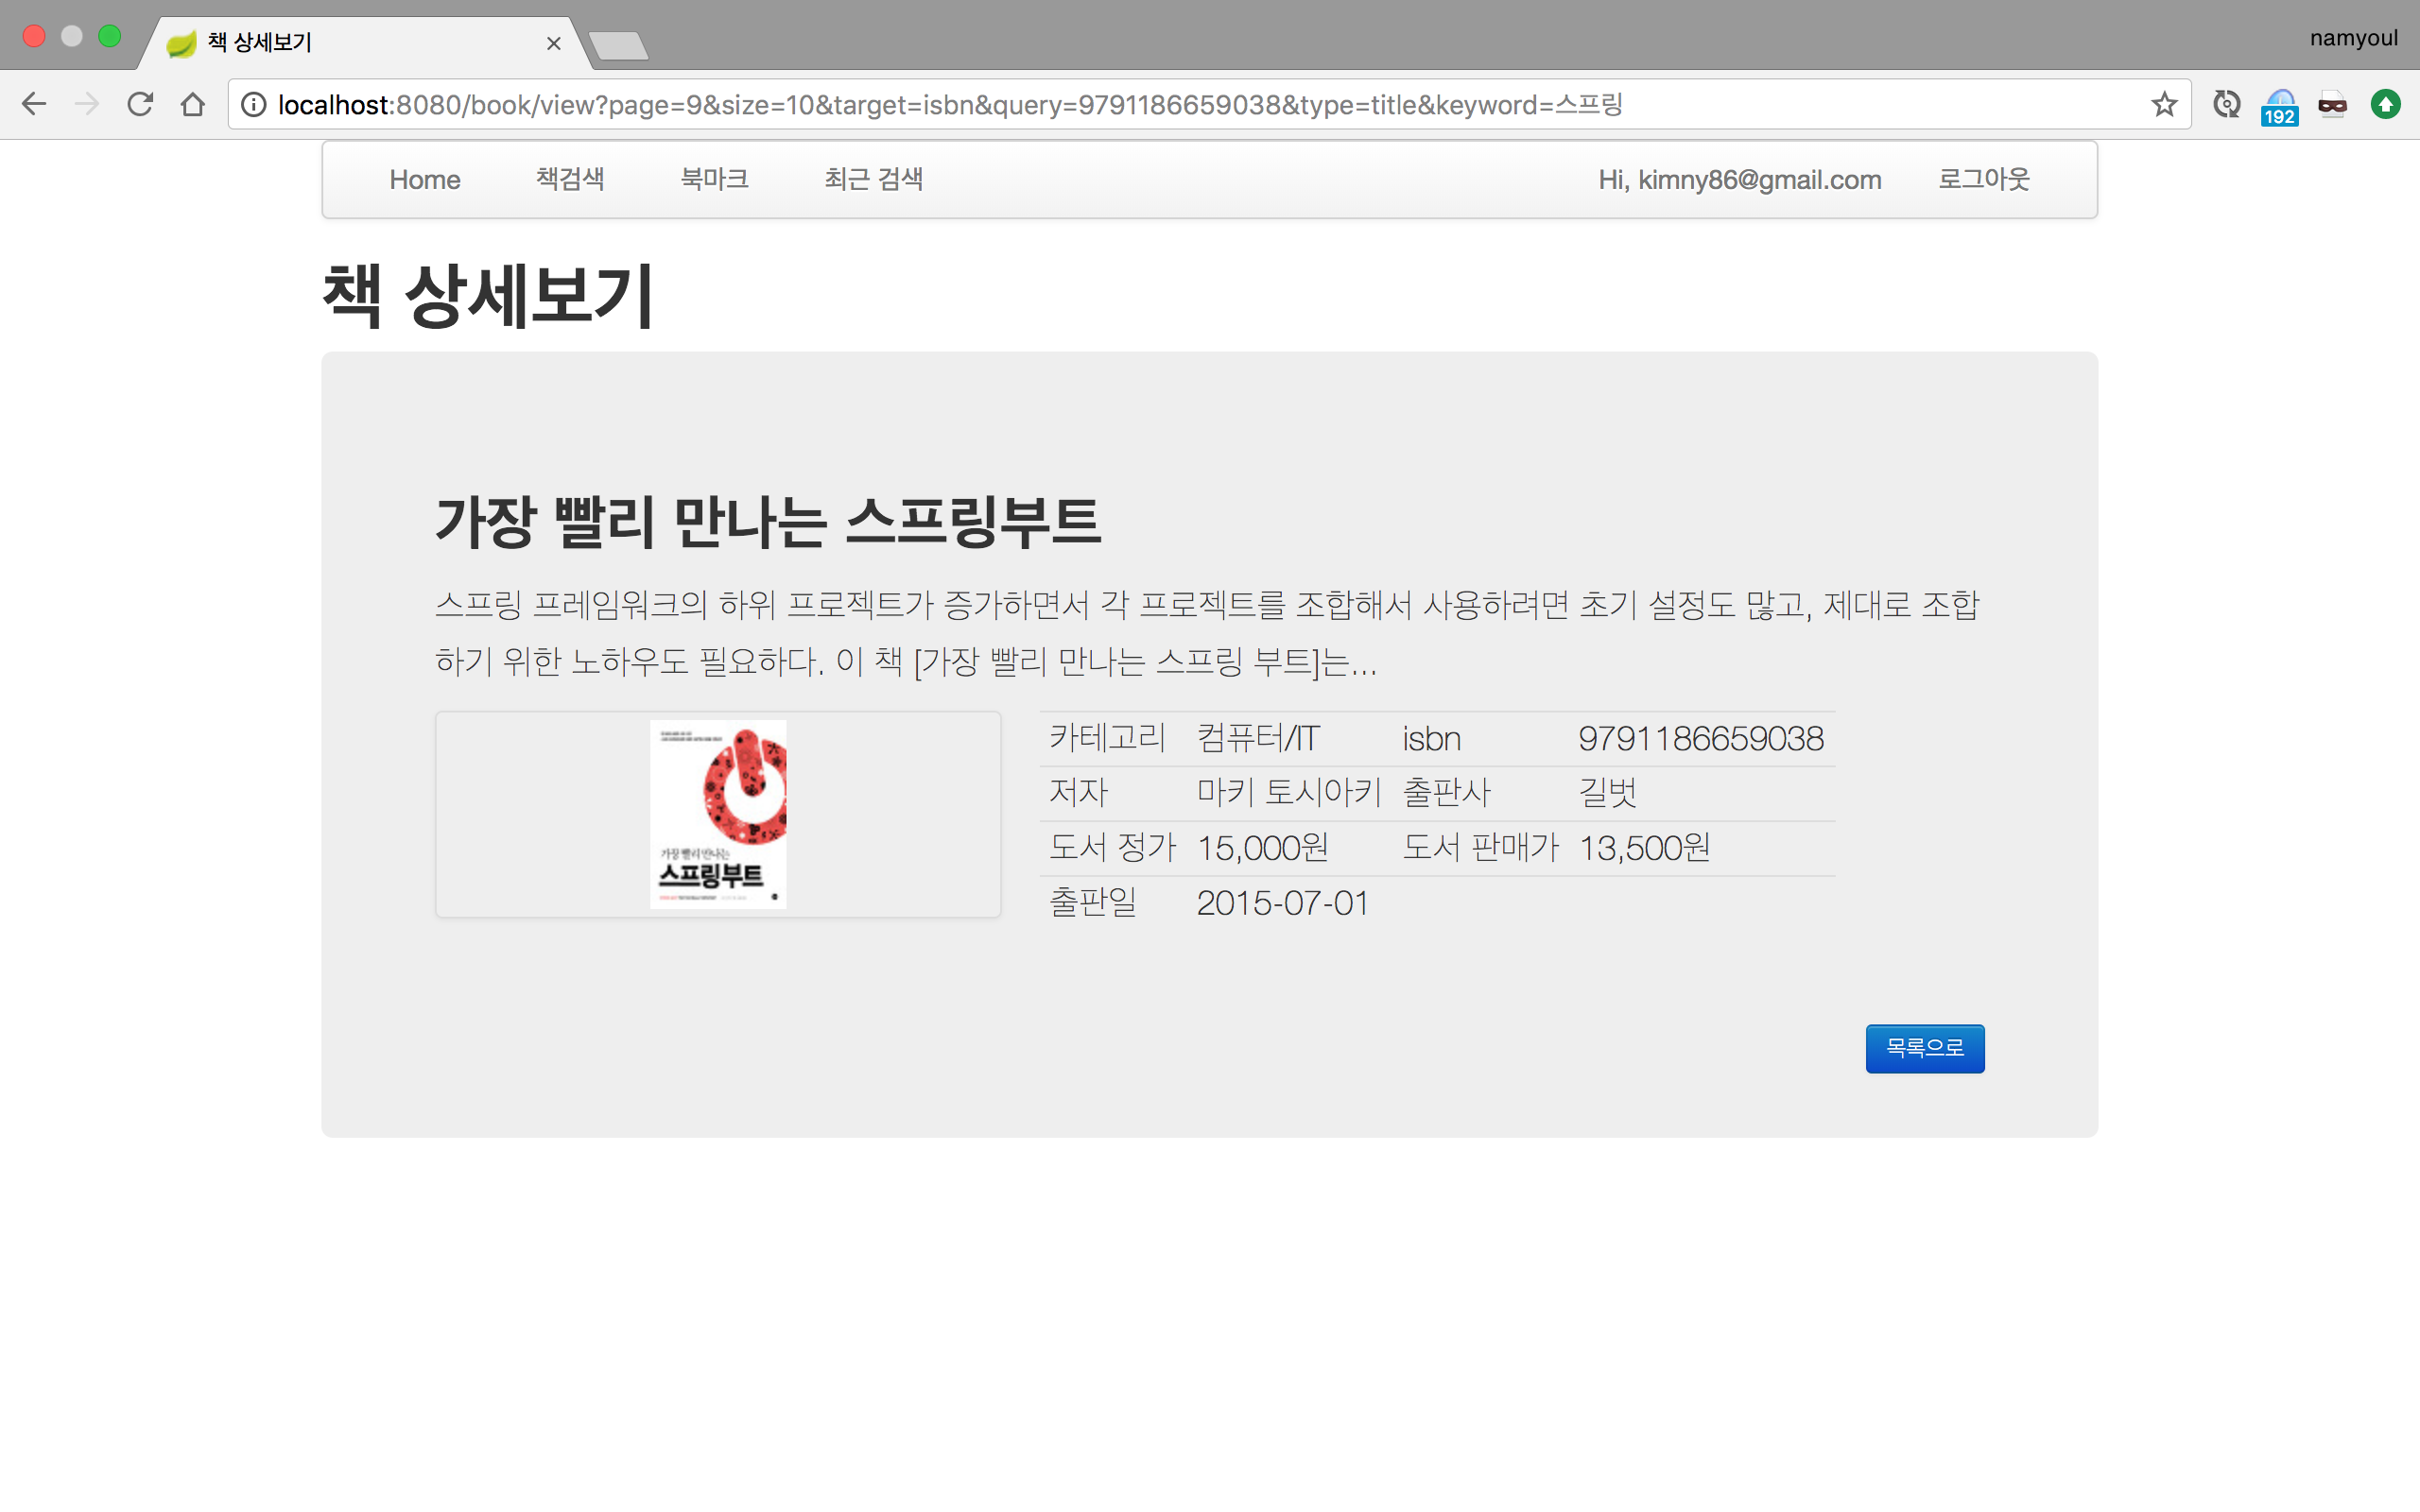 책 상세보기
namyoul
localhost:8080/book/view?page=9&size=10&target=isbn&query=9791186659038&type=title&keyword=스프링
192
Home 책검색 북마크 최근 검색 Hi, kimny86@gmail.com 로그아웃
책 상세보기
가장 빨리 만나는 스프링부트
스프링 프레임워크의 하위 프로젝트가 증가하면서 각 프로젝트를 조합해서 사용하려면 초기 설정도 많고, 제대로 조합
하기 위한 노하우도 필요하다. 이 책 [가장 빨리 만나는 스프링 부트]는...
가장 빨리 만나는
스프링부트
카테고리 컴퓨터/IT isbn 9791186659038
저자 마키 토시아키 출판사 길벗
도서 정가 15,000원 도서 판매가 13,500원
출판일 2015-07-01
목록으로